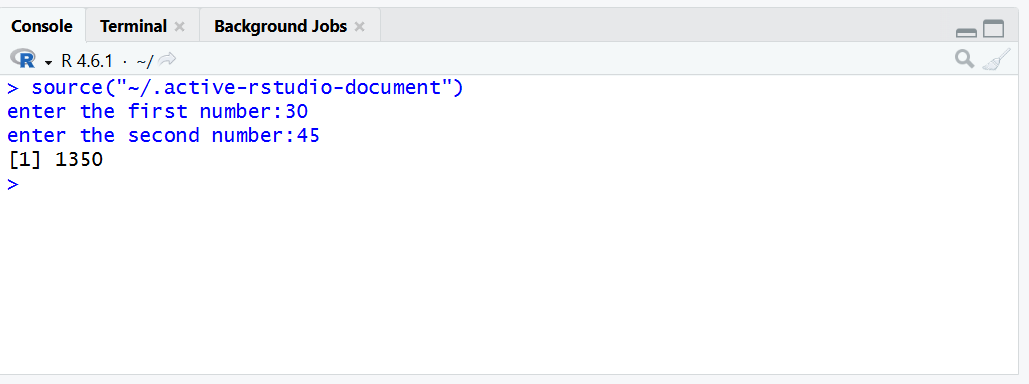 Console Terminal Background Jobs
R R 4.6.1 · ~/
> source("~/.active-rstudio-document")
enter the first number:30
enter the second number:45
[1] 1350
>